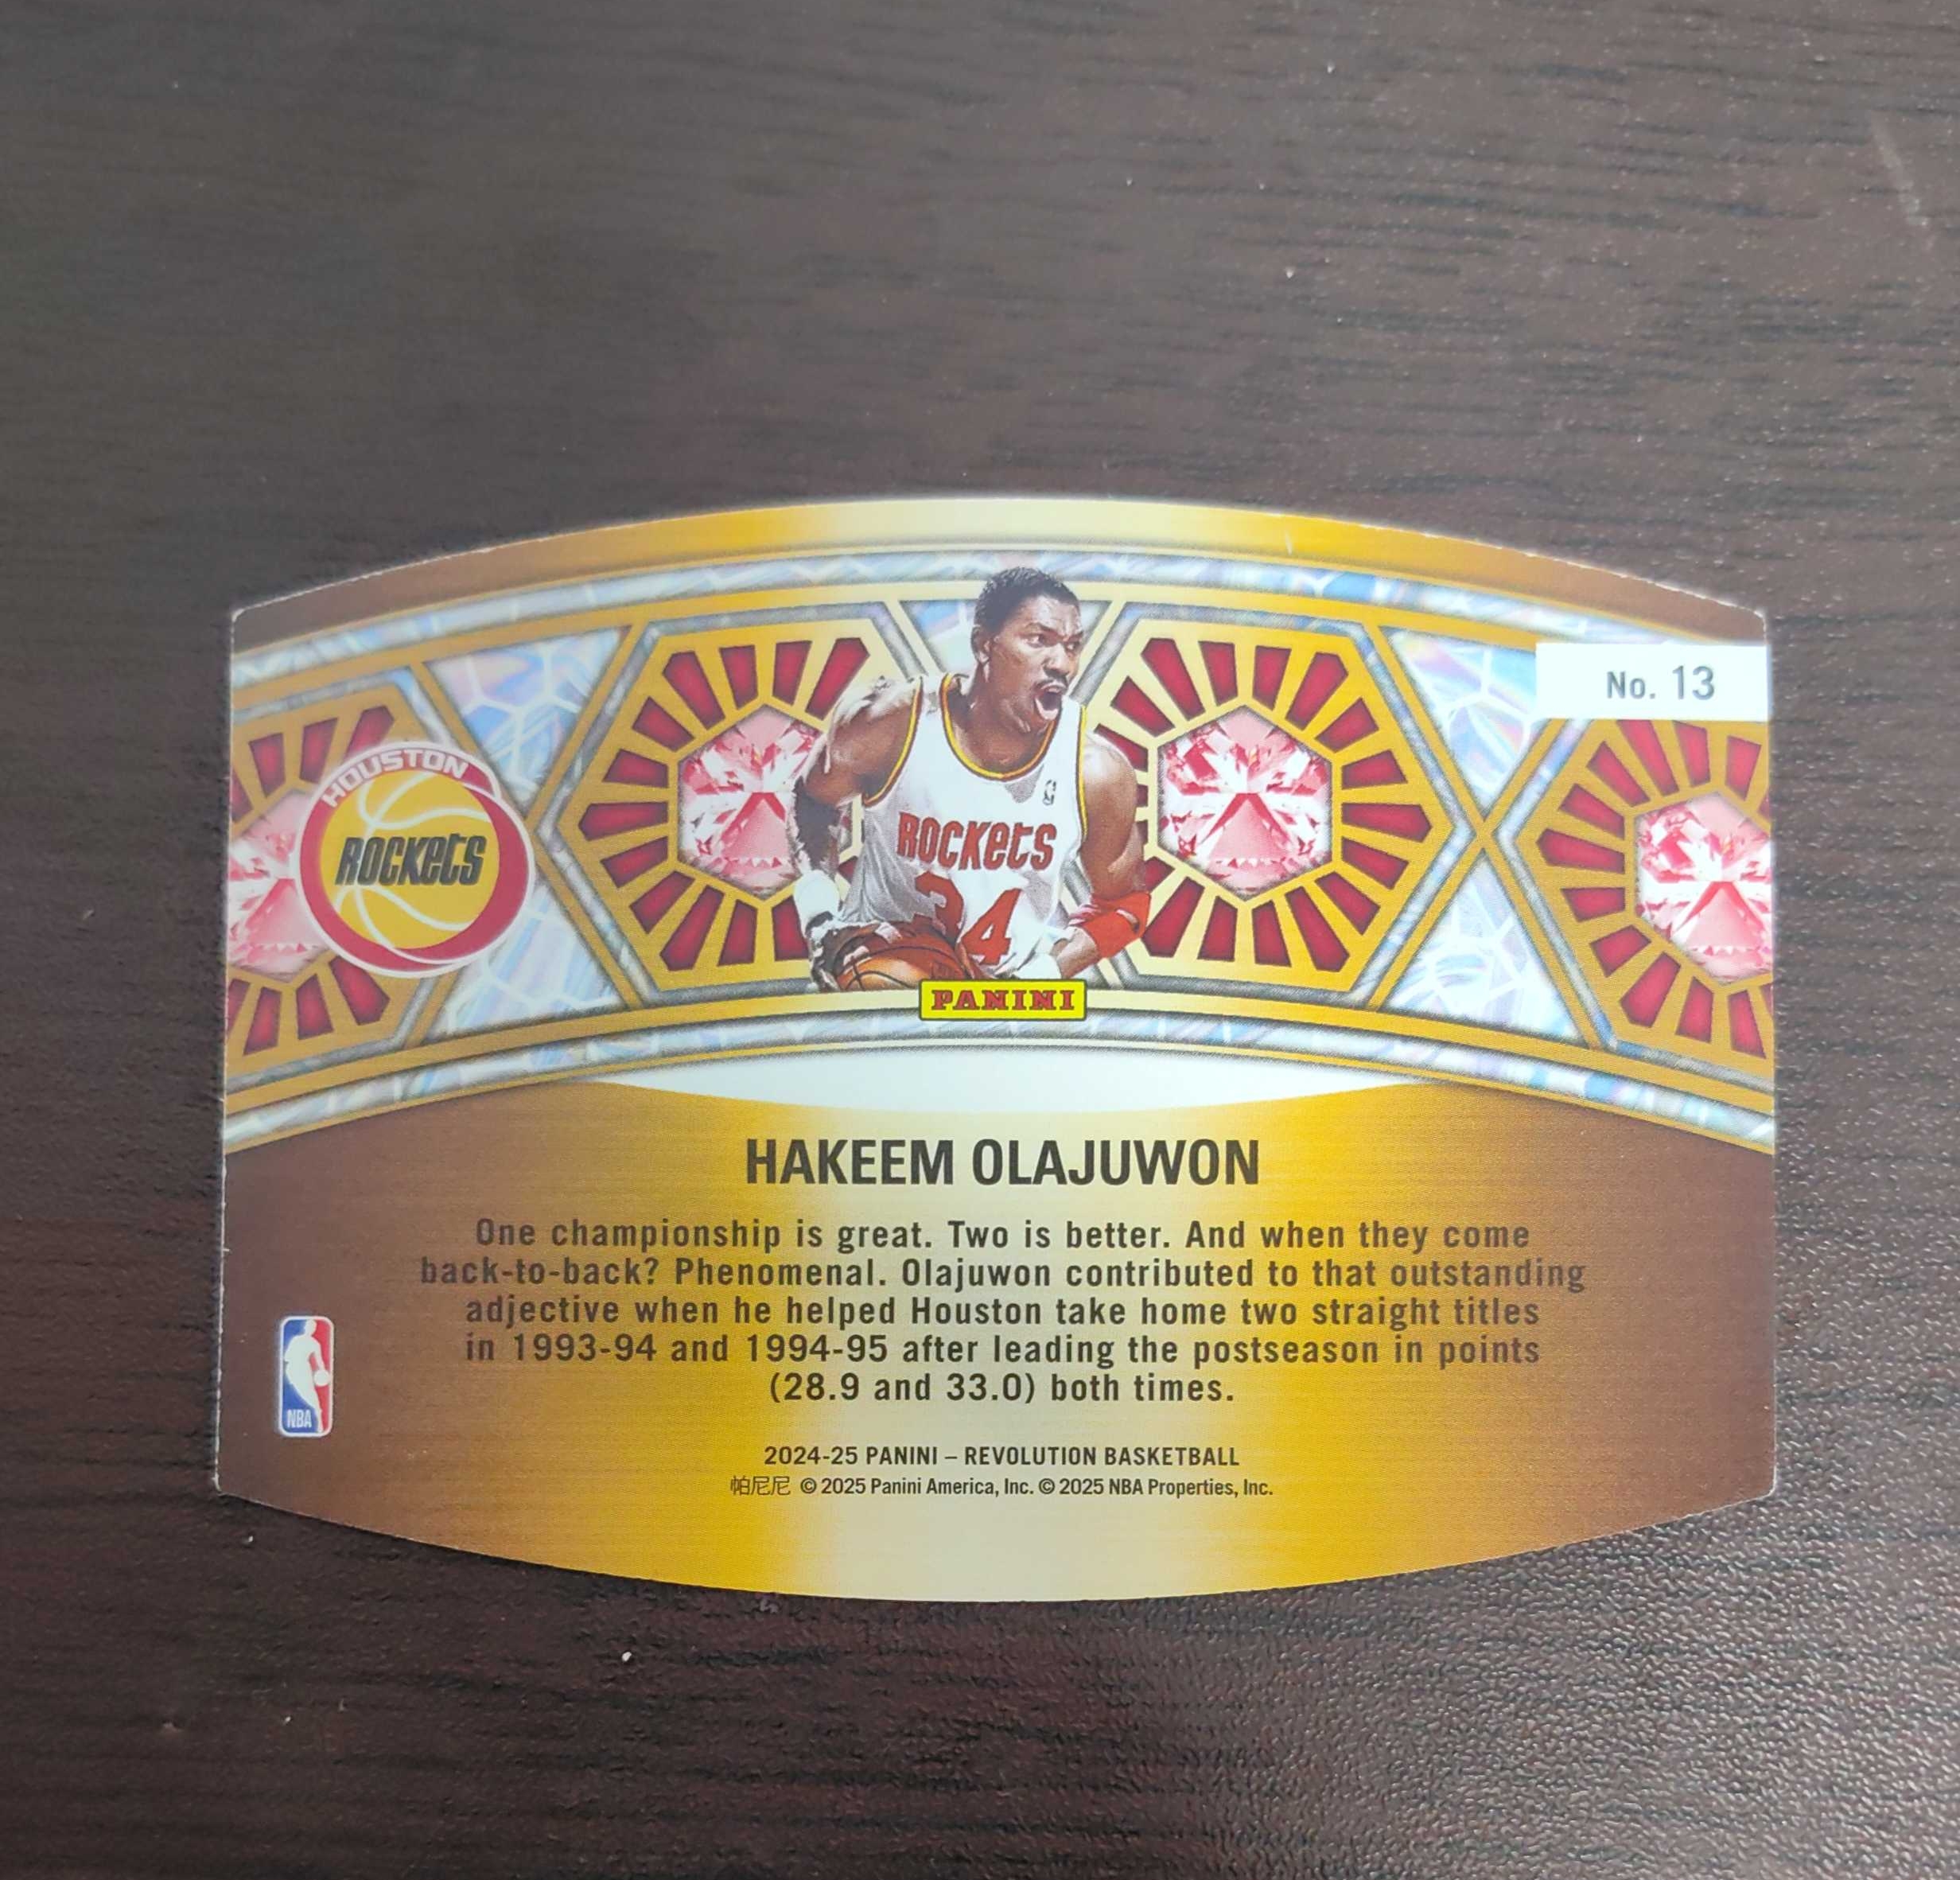 No. 13
HOUSTON
ROCKETS
ROCKETS
34
PANINI
HAKEEM OLAJUWON
One championship is great. Two is better. And when they come
back-to-back? Phenomenal. Olajuwon contributed to that outstanding
adjective when he helped Houston take home two straight titles
in 1993-94 and 1994-95 after leading the postseason in points
(28.9 and 33.0) both times.
NBA
2024-25 PANINI – REVOLUTION BASKETBALL
帕尼尼 © 2025 Panini America, Inc. © 2025 NBA Properties, Inc.